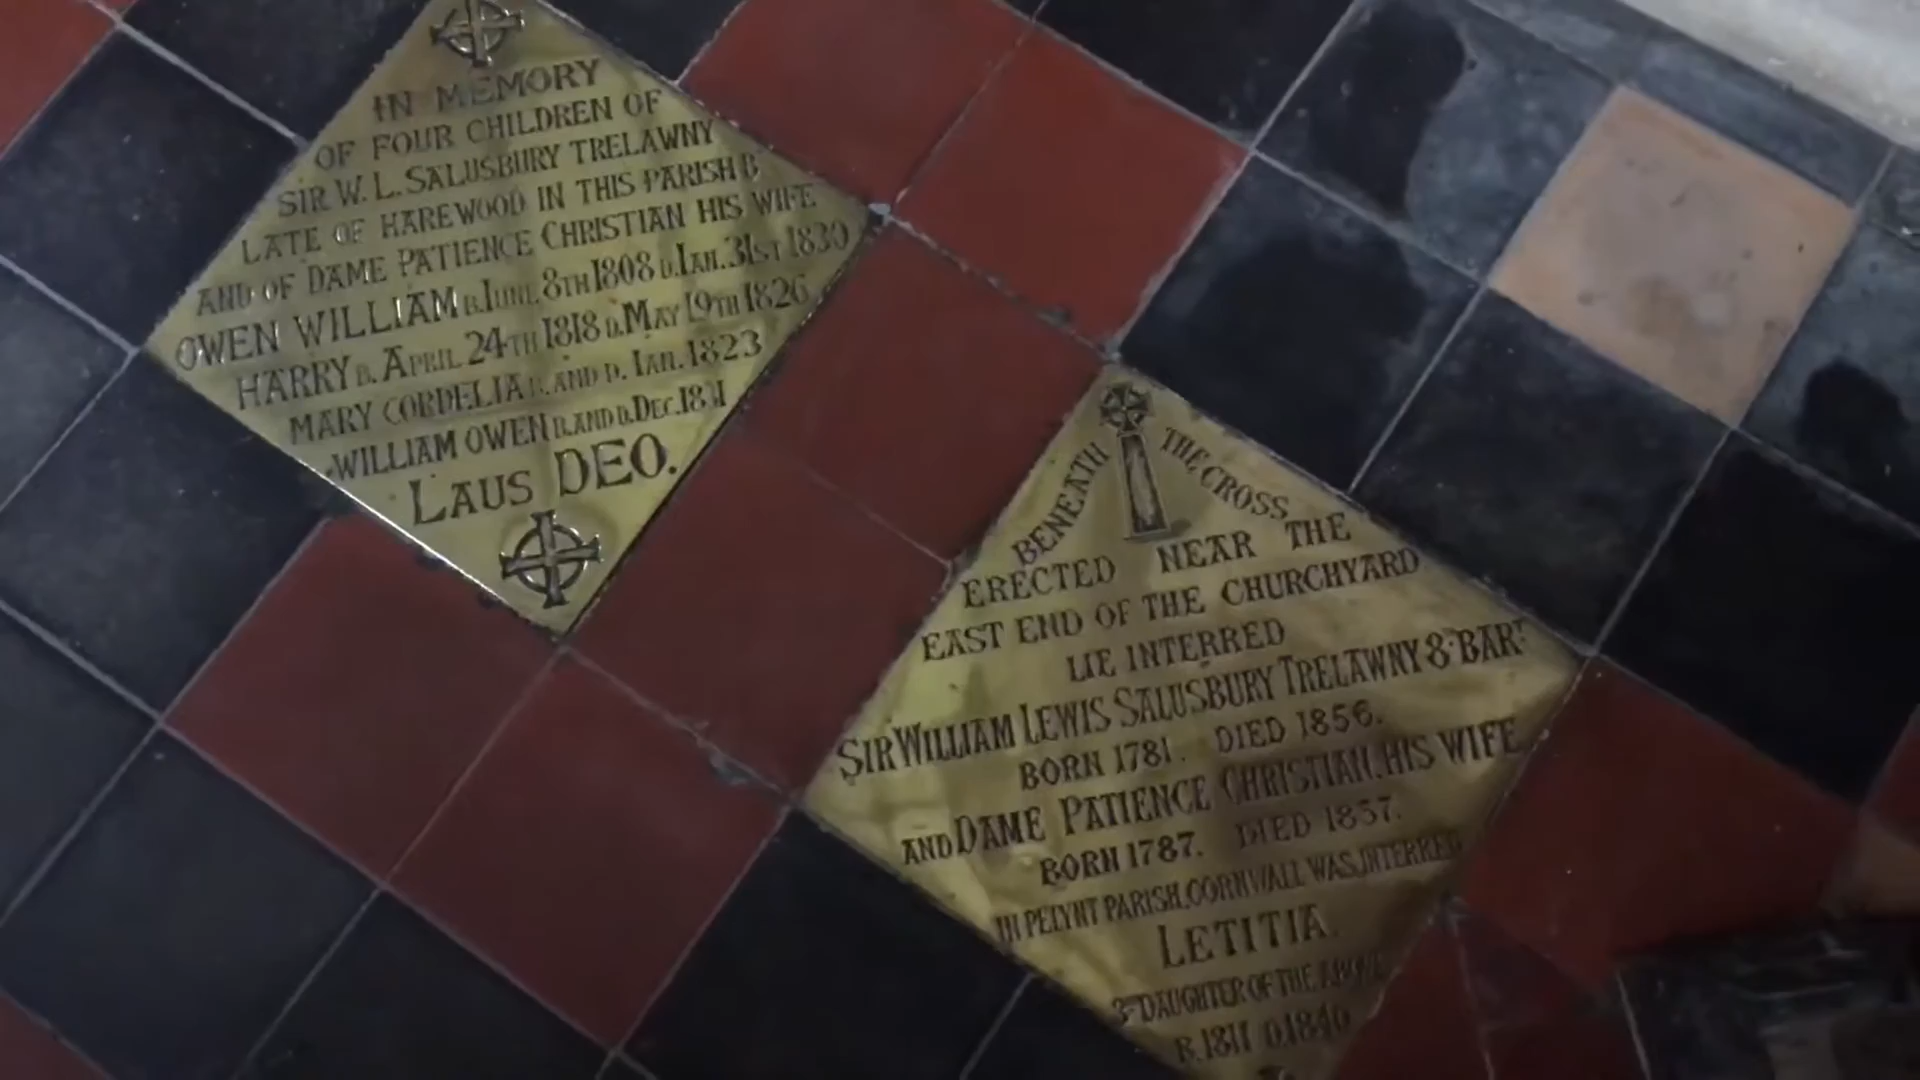 IN MEMORY
OF FOUR CHILDREN OF
SIR W. L. SALUSBURY TRELAWNY
LATE OF HAREWOOD IN THIS PARISH B
AND OF DAME PATIENCE CHRISTIAN HIS WIFE
OWEN WILLIAM B. JUNE 8TH 1808 D. JAN. 31ST 1830
HARRY B. APRIL 24TH 1818 D. MAY 19TH 1826
MARY CORDELIA B. AND D. JAN. 1823
WILLIAM OWEN B. AND D. DEC.
LAUS DEO.
BENEATH THE CROSS
ERECTED NEAR THE
EAST END OF THE CHURCHYARD
LIE INTERRED
SIR WILLIAM LEWIS SALUSBURY TRELAWNY 8TH BART
BORN 1781. DIED 1856.
AND DAME PATIENCE CHRISTIAN, HIS WIFE
BORN 1787. DIED 1857.
IN PELYNT PARISH, CORNWALL WAS INTERRED
LETITIA.
3RD DAUGHTER OF THE ABOVE
B. 1811 D. 1840